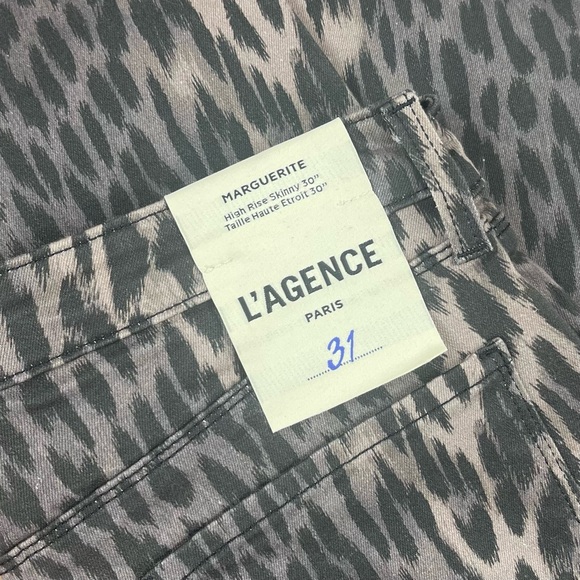 MARGUERITE
High Rise Skinny 30"
Taille Haute Etroit 30"
L'AGENCE
PARIS
31